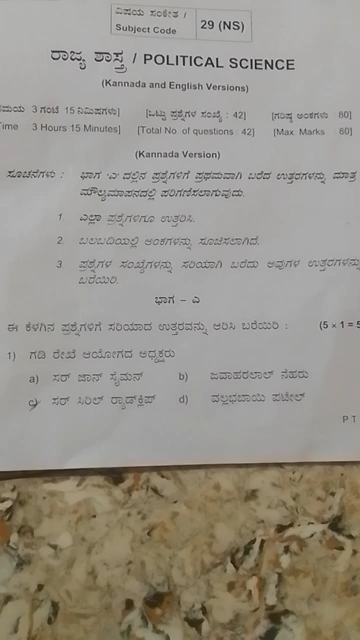 ವಿಷಯ ಸಂಕೇತ /
Subject Code
29 (NS)
ರಾಜ್ಯ ಶಾಸ್ತ್ರ / POLITICAL SCIENCE
(Kannada and English Versions)
3 ಗಂಟೆ 15 ನಿಮಿಷಗಳು] [ಒಟ್ಟು ಪ್ರಶ್ನೆಗಳ ಸಂಖ್ಯೆ : 42] [ಗರಿಷ್ಠ ಅಂಕಗಳು 80]
3 Hours 15 Minutes] [Total No. of questions : 42] [Max. Marks 80]
(Kannada Version)
ಸೂಚನೆಗಳು : ಭಾಗ 'ಎ' ದಲ್ಲಿನ ಪ್ರಶ್ನೆಗಳಿಗೆ ಪ್ರಥಮವಾಗಿ ಬರೆದ ಉತ್ತರಗಳನ್ನು ಮಾತ್ರ
ಮೌಲ್ಯಮಾಪನದಲ್ಲಿ ಪರಿಗಣಿಸಲಾಗುವುದು.
1. ಎಲ್ಲಾ ಪ್ರಶ್ನೆಗಳಿಗೂ ಉತ್ತರಿಸಿ.
2. ಬಲಬದಿಯಲ್ಲಿ ಅಂಕಗಳನ್ನು ಸೂಚಿಸಲಾಗಿದೆ.
3. ಪ್ರಶ್ನೆಗಳ ಸಂಖ್ಯೆಗಳನ್ನು ಸರಿಯಾಗಿ ಬರೆದು ಅವುಗಳ ಉತ್ತರಗಳನ್ನು
ಬರೆಯಿರಿ.
ಭಾಗ – ಎ
ಈ ಕೆಳಗಿನ ಪ್ರಶ್ನೆಗಳಿಗೆ ಸರಿಯಾದ ಉತ್ತರವನ್ನು ಆರಿಸಿ ಬರೆಯಿರಿ : (5 × 1 = 5
1) ಗಡಿ ರೇಖೆ ಆಯೋಗದ ಅಧ್ಯಕ್ಷರು
a) ಸರ್ ಜಾನ್ ಸೈಮನ್ b) ಜವಾಹರಲಾಲ್ ನೆಹರು
c) ಸರ್ ಸಿರಿಲ್ ರ‍್ಯಾಡ್‌ಕ್ಲಿಫ್ d) ವಲ್ಲಭಬಾಯಿ ಪಟೇಲ್
P T